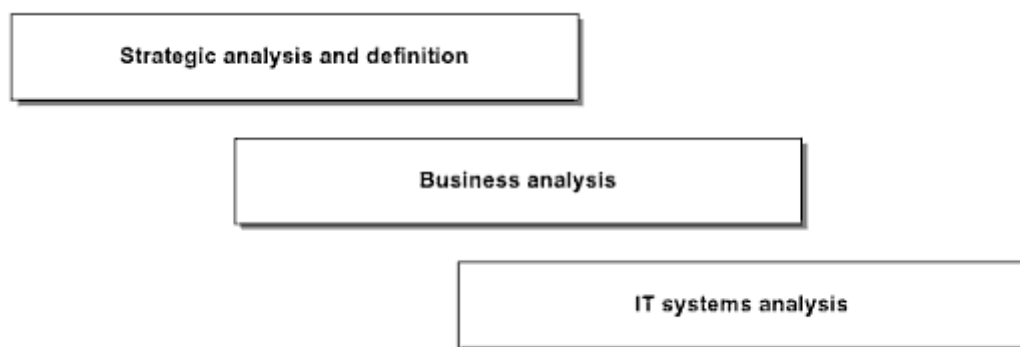 Strategic analysis and definition
Business analysis
IT systems analysis